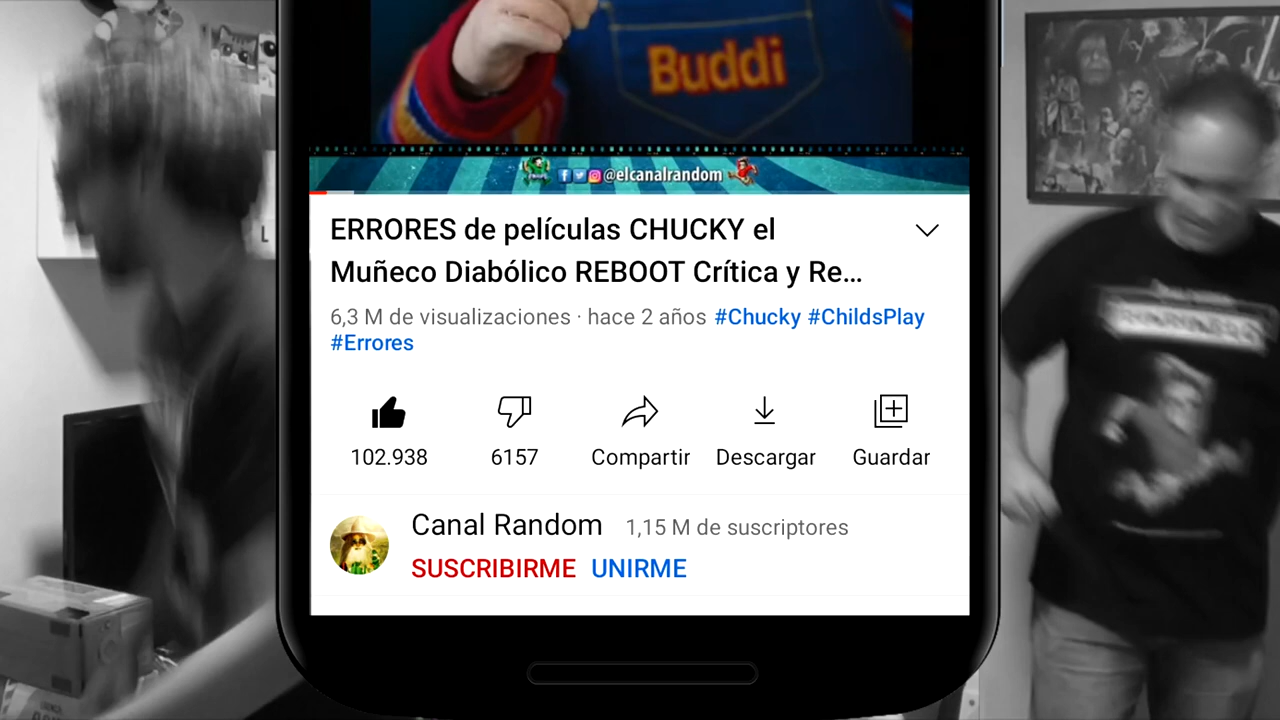 Buddi
@elcanalrandom
ERRORES de películas CHUCKY el
Muñeco Diabólico REBOOT Crítica y Re...
6,3 M de visualizaciones · hace 2 años #Chucky #ChildsPlay
#Errores
102.938
6157
Compartir
Descargar
Guardar
Canal Random 1,15 M de suscriptores
SUSCRIBIRME UNIRME